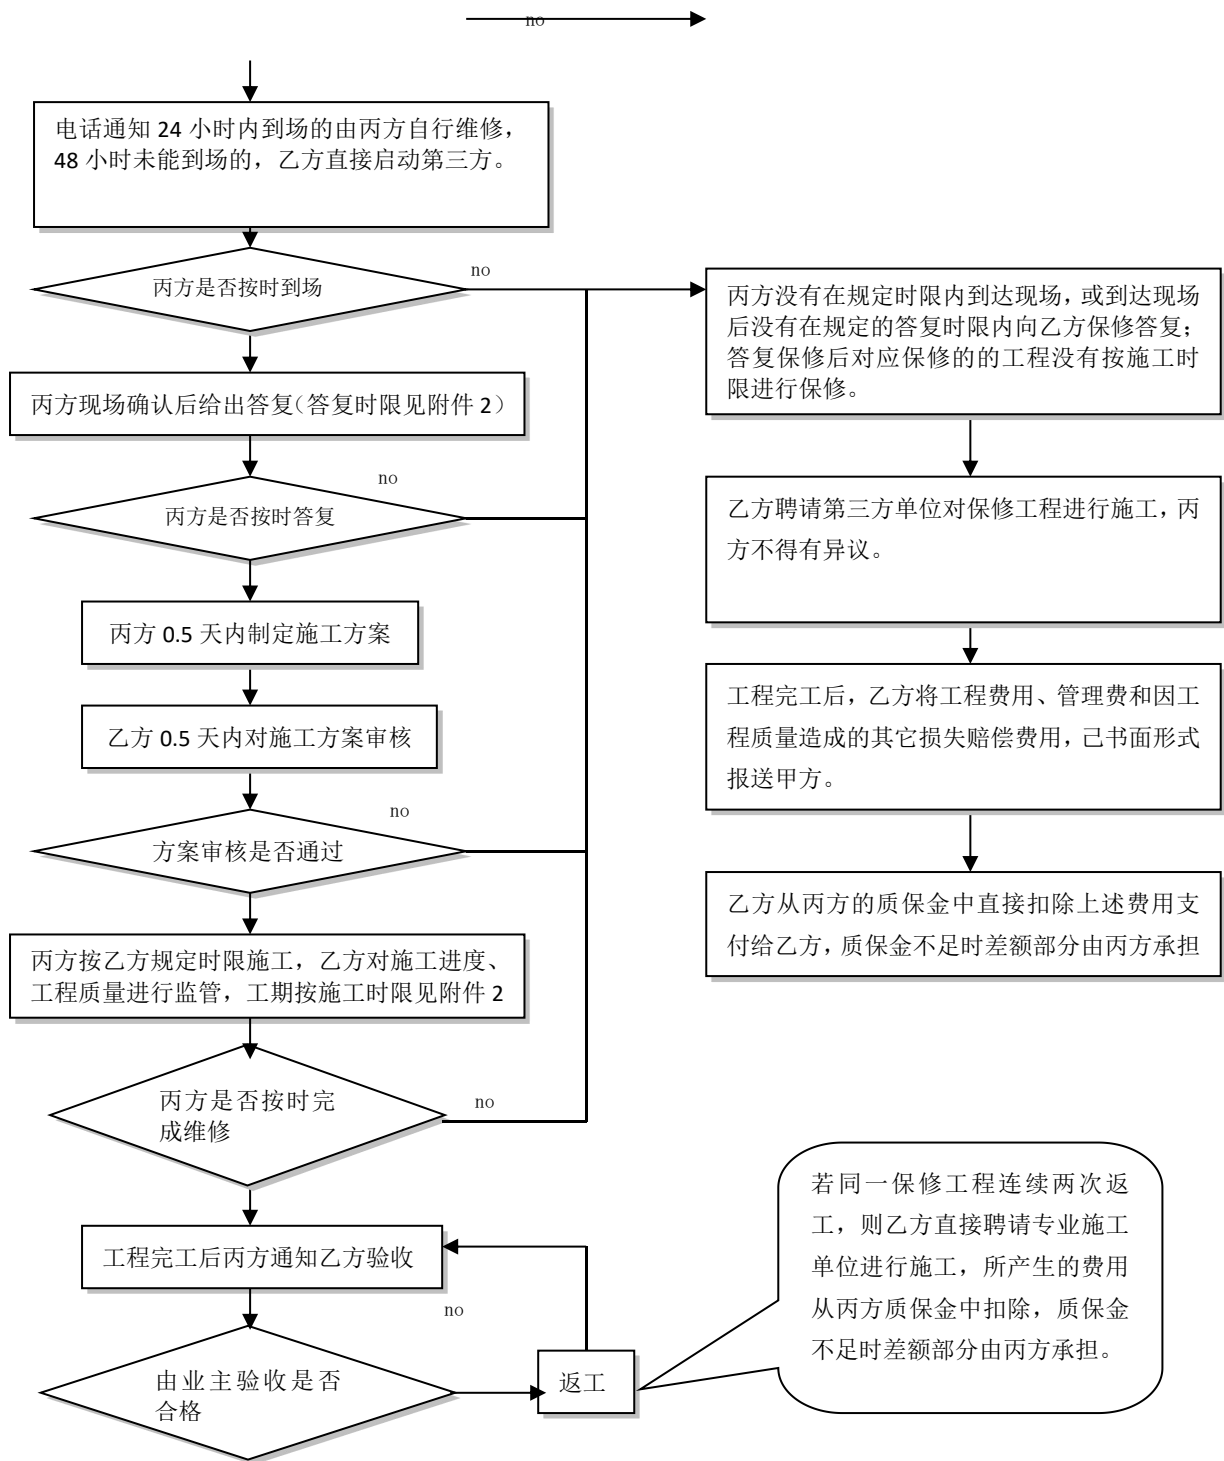 no
电话通知 24 小时内到场的由丙方自行维修，
48 小时未能到场的，乙方直接启动第三方。
丙方是否按时到场
no
丙方现场确认后给出答复（答复时限见附件 2）
no
丙方是否按时答复
丙方 0.5 天内制定施工方案
乙方 0.5 天内对施工方案审核
no
方案审核是否通过
丙方按乙方规定时限施工，乙方对施工进度、
工程质量进行监管，工期按施工时限见附件 2
丙方是否按时完
成维修
no
工程完工后丙方通知乙方验收
no
由业主验收是否
合格
返工
丙方没有在规定时限内到达现场，或到达现场
后没有在规定的答复时限内向乙方保修答复；
答复保修后对应保修的的工程没有按施工时
限进行保修。
乙方聘请第三方单位对保修工程进行施工，丙
方不得有异议。
工程完工后，乙方将工程费用、管理费和因工
程质量造成的其它损失赔偿费用，己书面形式
报送甲方。
乙方从丙方的质保金中直接扣除上述费用支
付给乙方，质保金不足时差额部分由丙方承担
若同一保修工程连续两次返
工，则乙方直接聘请专业施工
单位进行施工，所产生的费用
从丙方质保金中扣除，质保金
不足时差额部分由丙方承担。